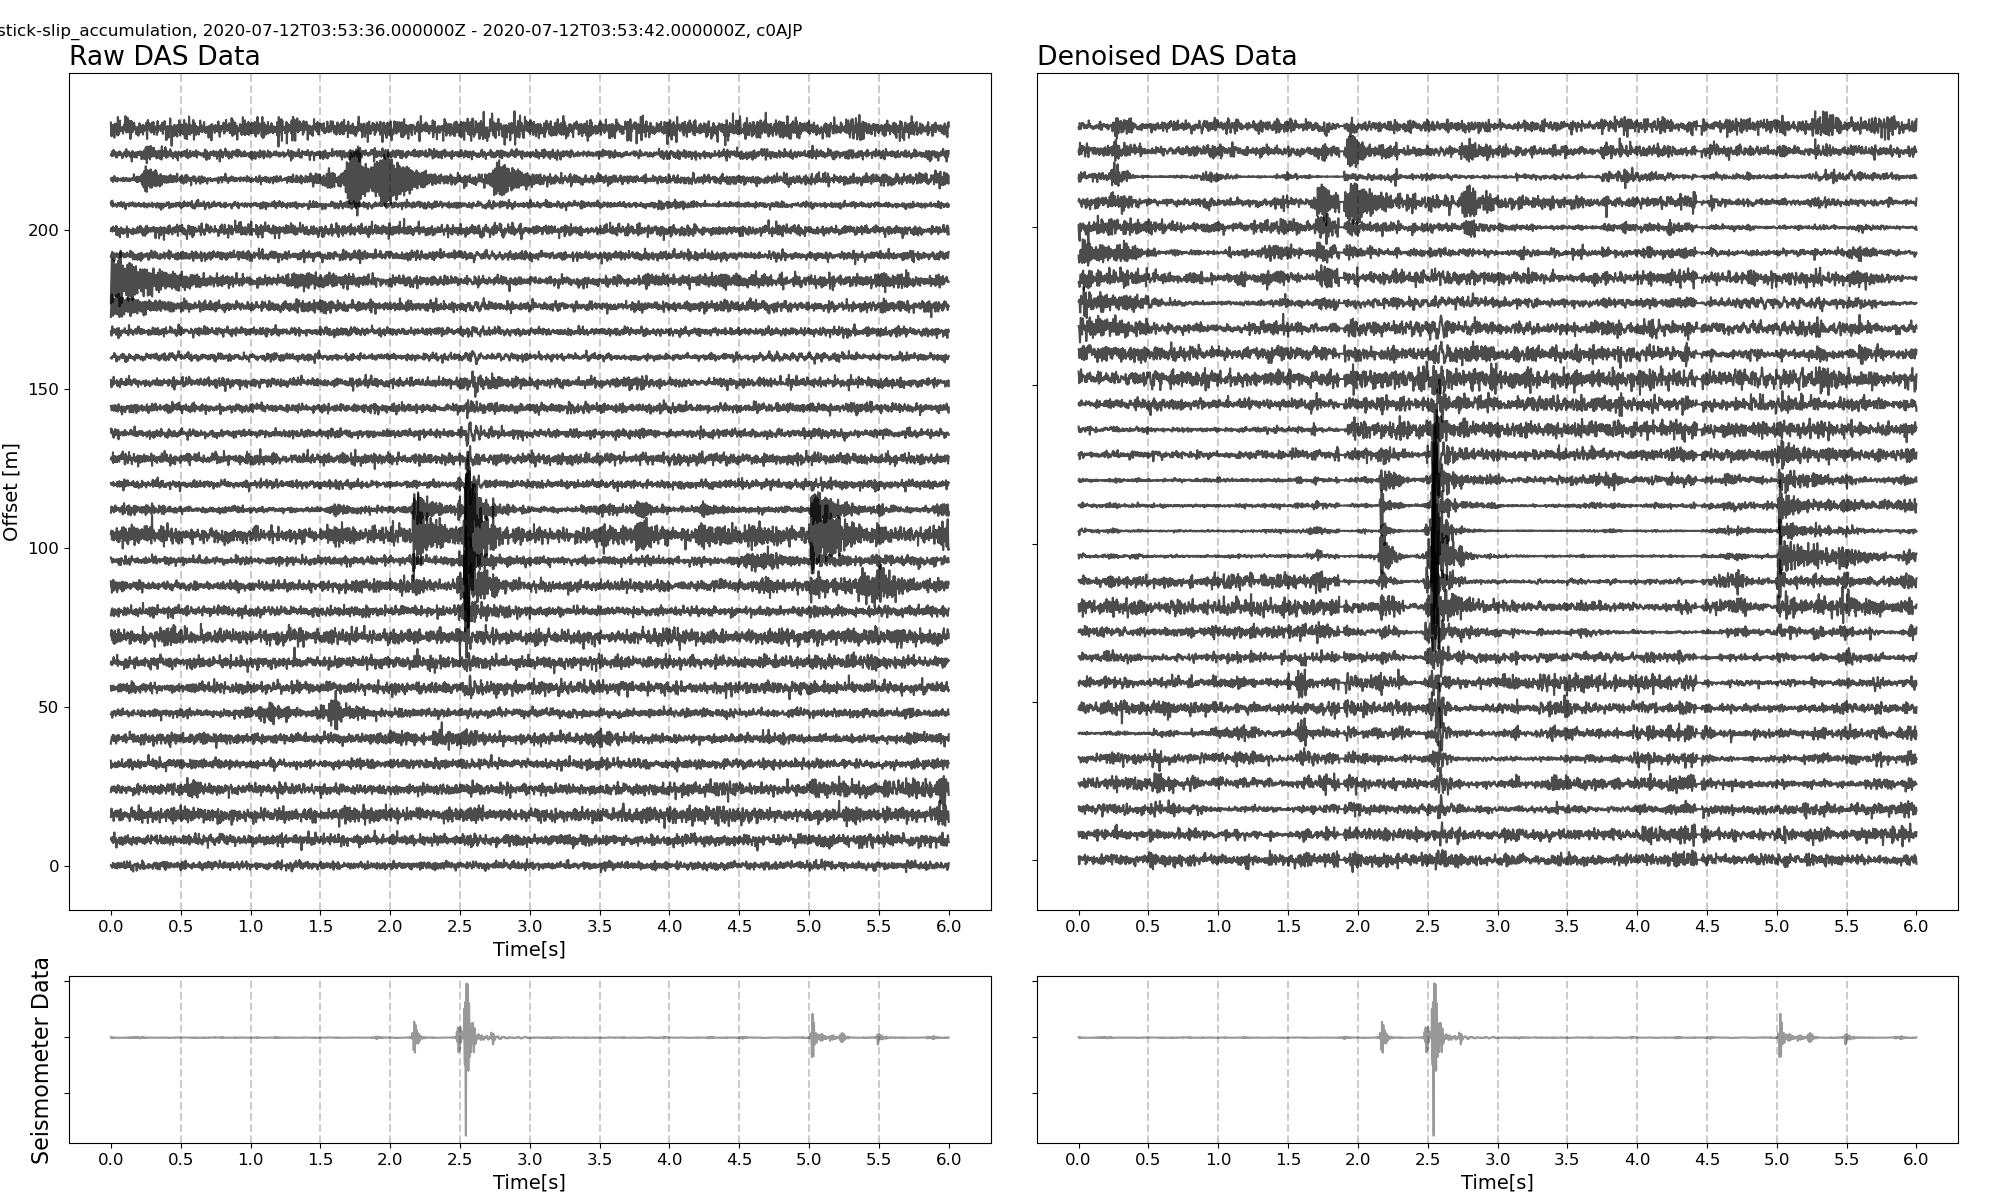 stick-slip_accumulation, 2020-07-12T03:53:36.000000Z - 2020-07-12T03:53:42.000000Z, c0AJP
Raw DAS Data
Denoised DAS Data
Offset [m]
200
150
100
50
0
0.0 0.5 1.0 1.5 2.0 2.5 3.0 3.5 4.0 4.5 5.0 5.5 6.0
Time[s]
0.0 0.5 1.0 1.5 2.0 2.5 3.0 3.5 4.0 4.5 5.0 5.5 6.0
Seismometer Data
0.0 0.5 1.0 1.5 2.0 2.5 3.0 3.5 4.0 4.5 5.0 5.5 6.0
Time[s]
0.0 0.5 1.0 1.5 2.0 2.5 3.0 3.5 4.0 4.5 5.0 5.5 6.0
Time[s]